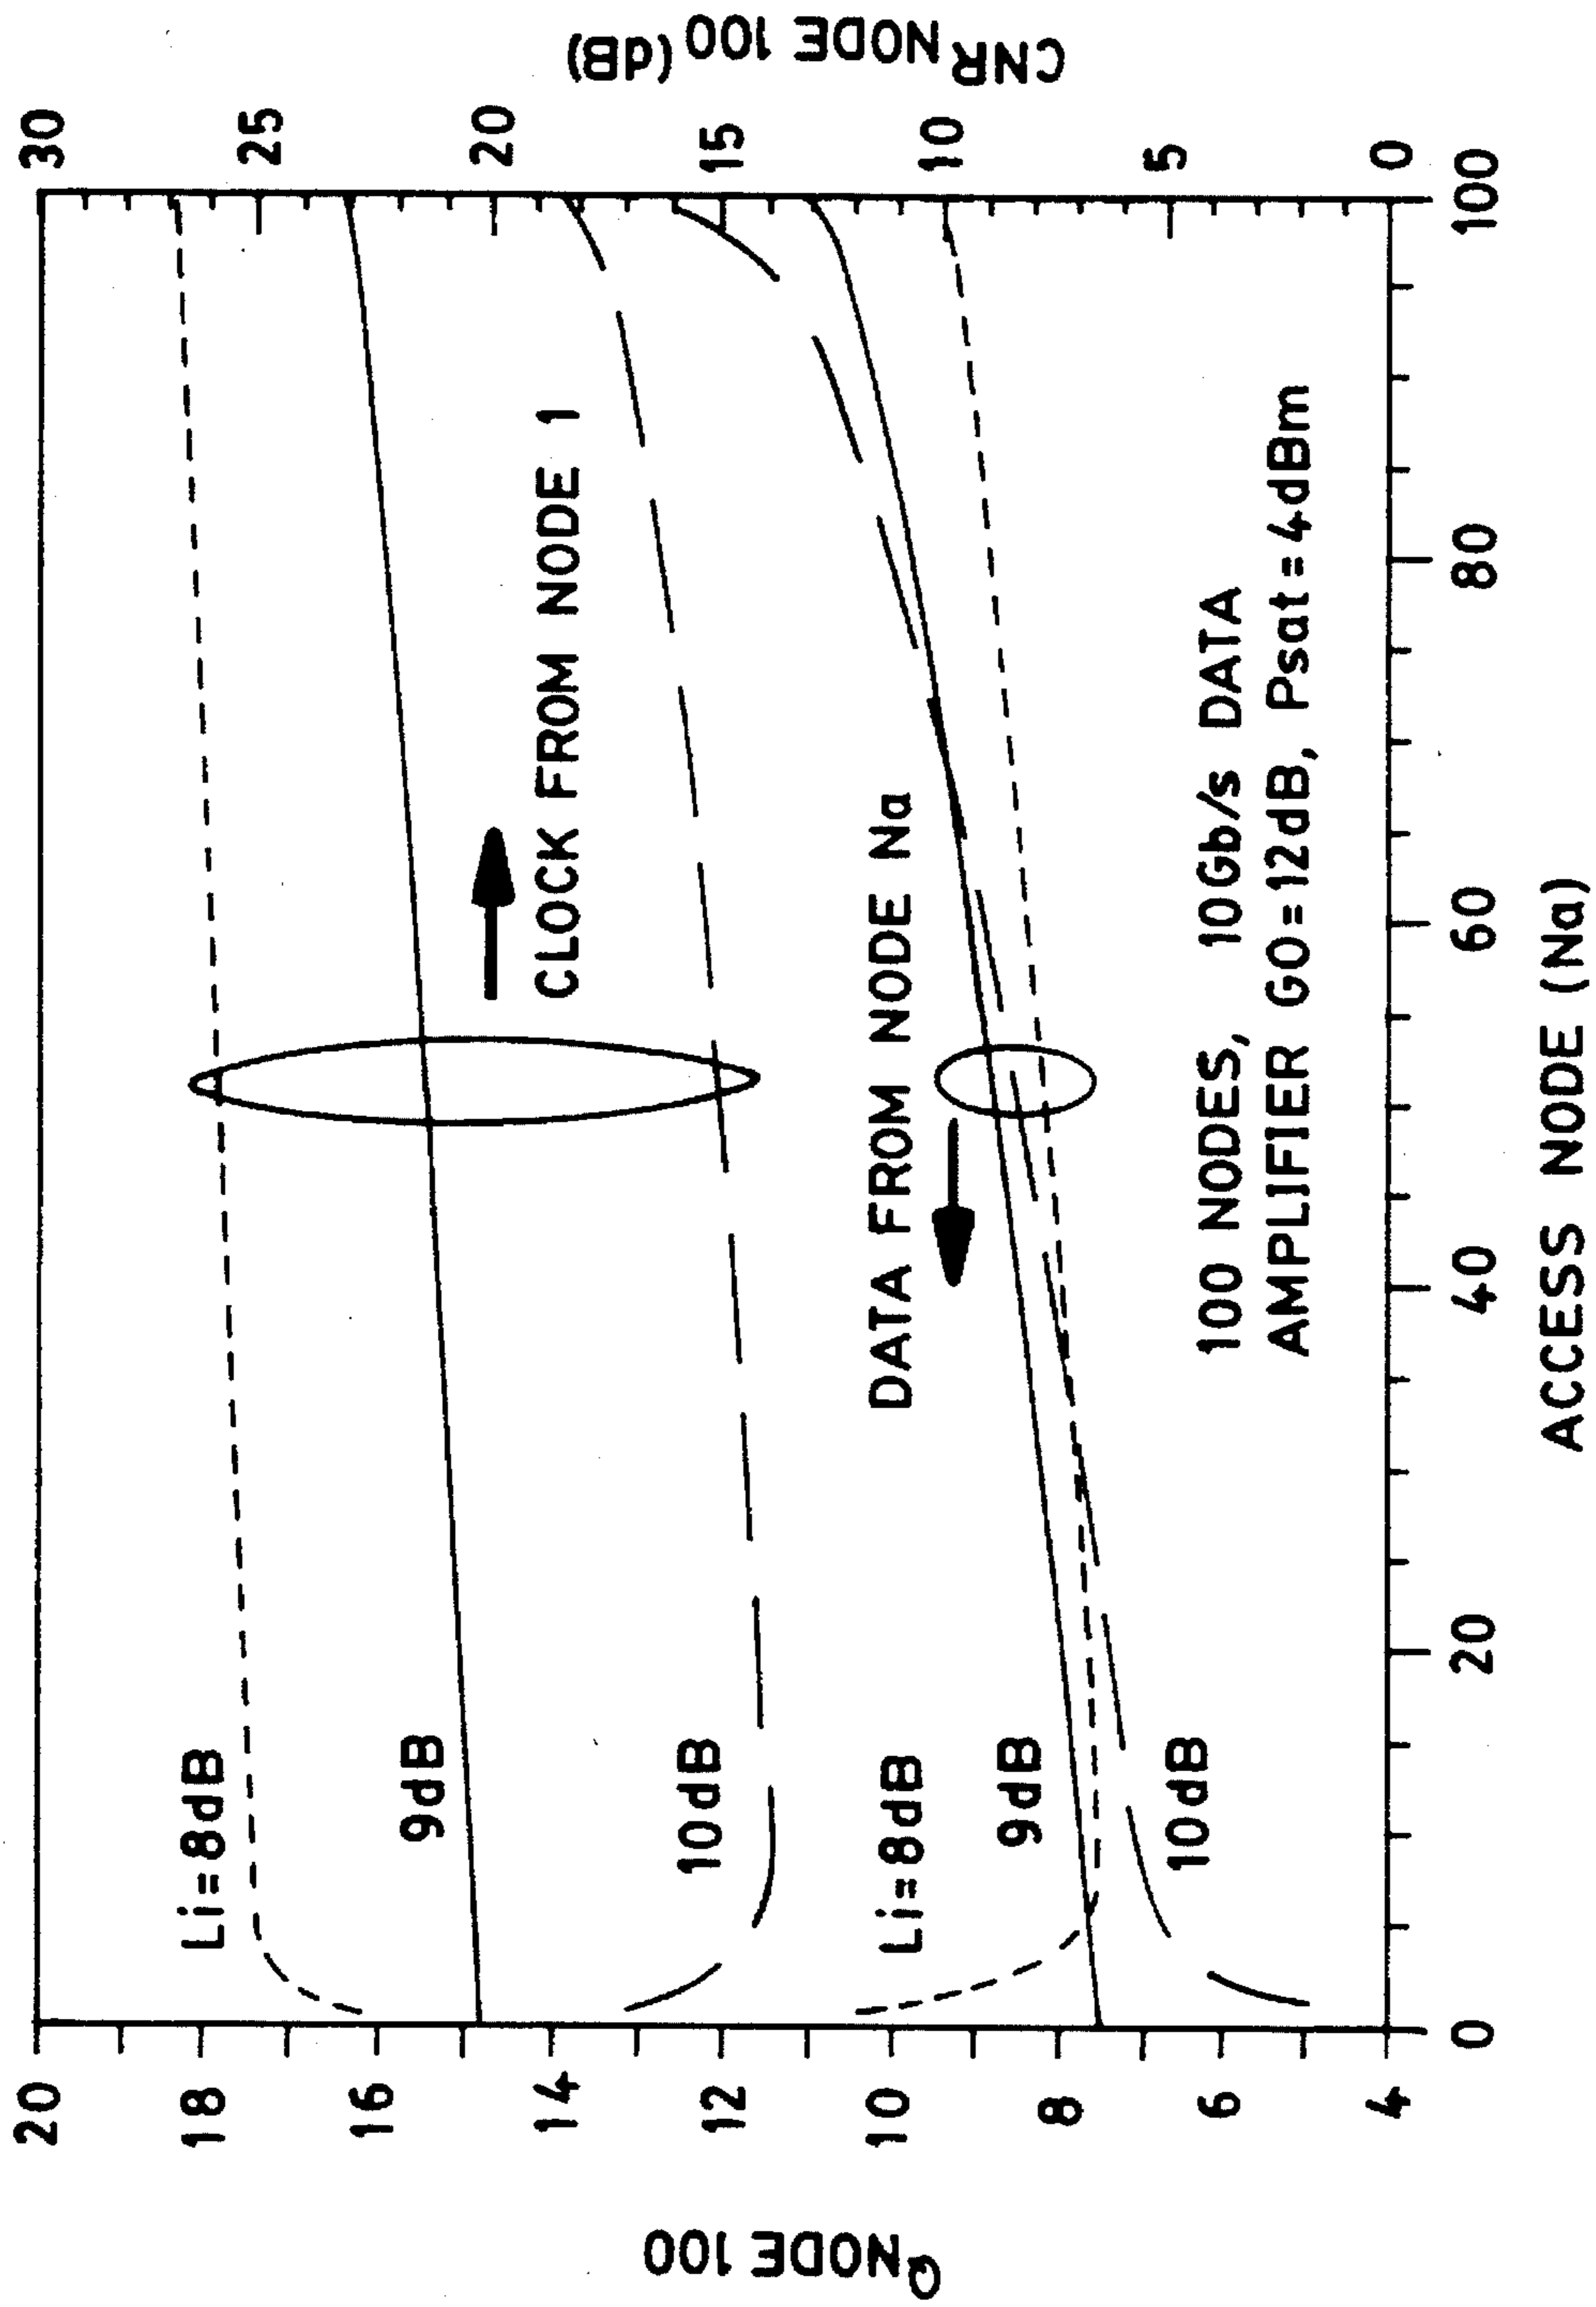 20
18
16
14
12
10
8
6
4
QNODE 100
30
25
20
15
10
5
0
CNR NODE 100 (dB)
Li=8dB
9dB
10dB
CLOCK FROM NODE 1
DATA FROM NODE Na
Li=8dB
9dB
10dB
100 NODES, 10Gb/s DATA
AMPLIFIER GO=12dB, Psat=4dBm
0
20
40
60
80
100
ACCESS NODE (Na)